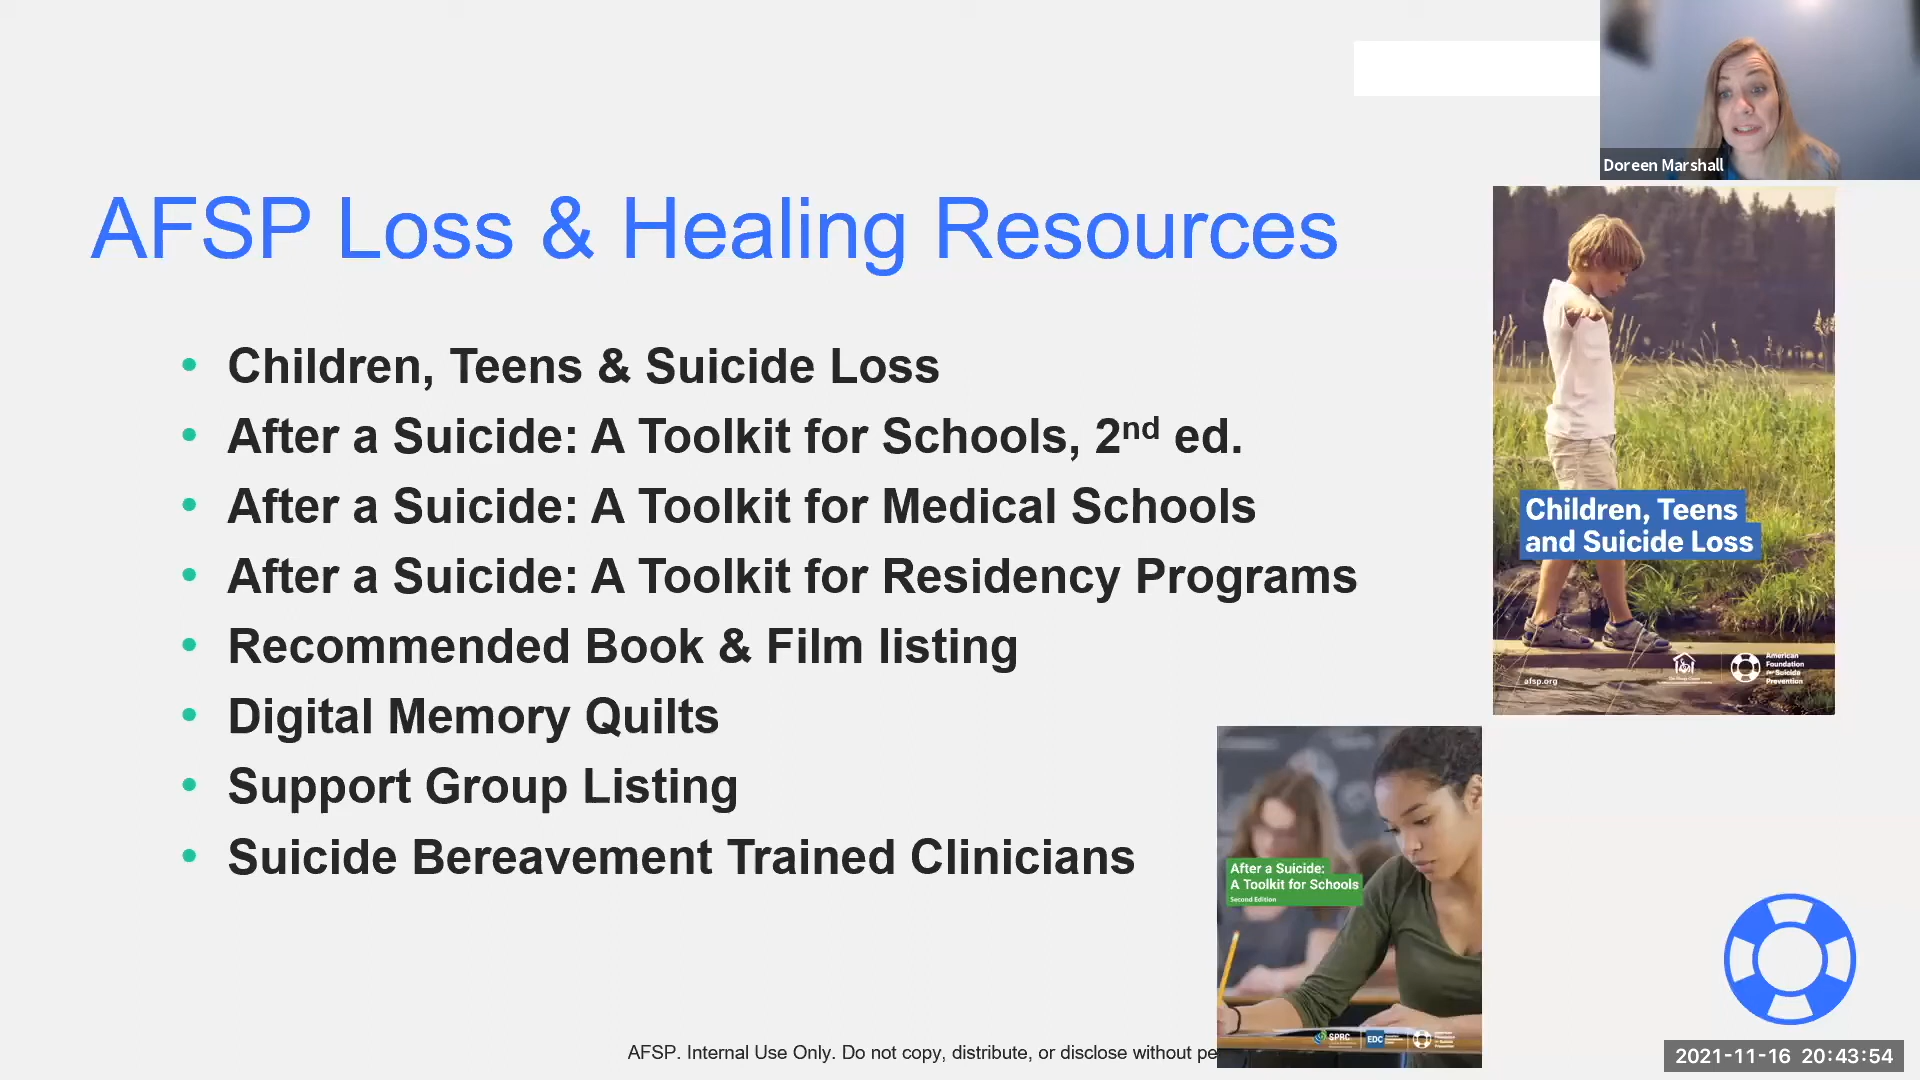 Doreen Marshall
AFSP Loss & Healing Resources
• Children, Teens & Suicide Loss
• After a Suicide: A Toolkit for Schools, 2nd ed.
• After a Suicide: A Toolkit for Medical Schools
• After a Suicide: A Toolkit for Residency Programs
• Recommended Book & Film listing
• Digital Memory Quilts
• Support Group Listing
• Suicide Bereavement Trained Clinicians
Children, Teens
and Suicide Loss
afsp.org
American
Foundation
for Suicide
Prevention
After a Suicide:
A Toolkit for Schools
Second Edition
SPRC
EDC
AFSP. Internal Use Only. Do not copy, distribute, or disclose without pe
2021-11-16 20:43:54